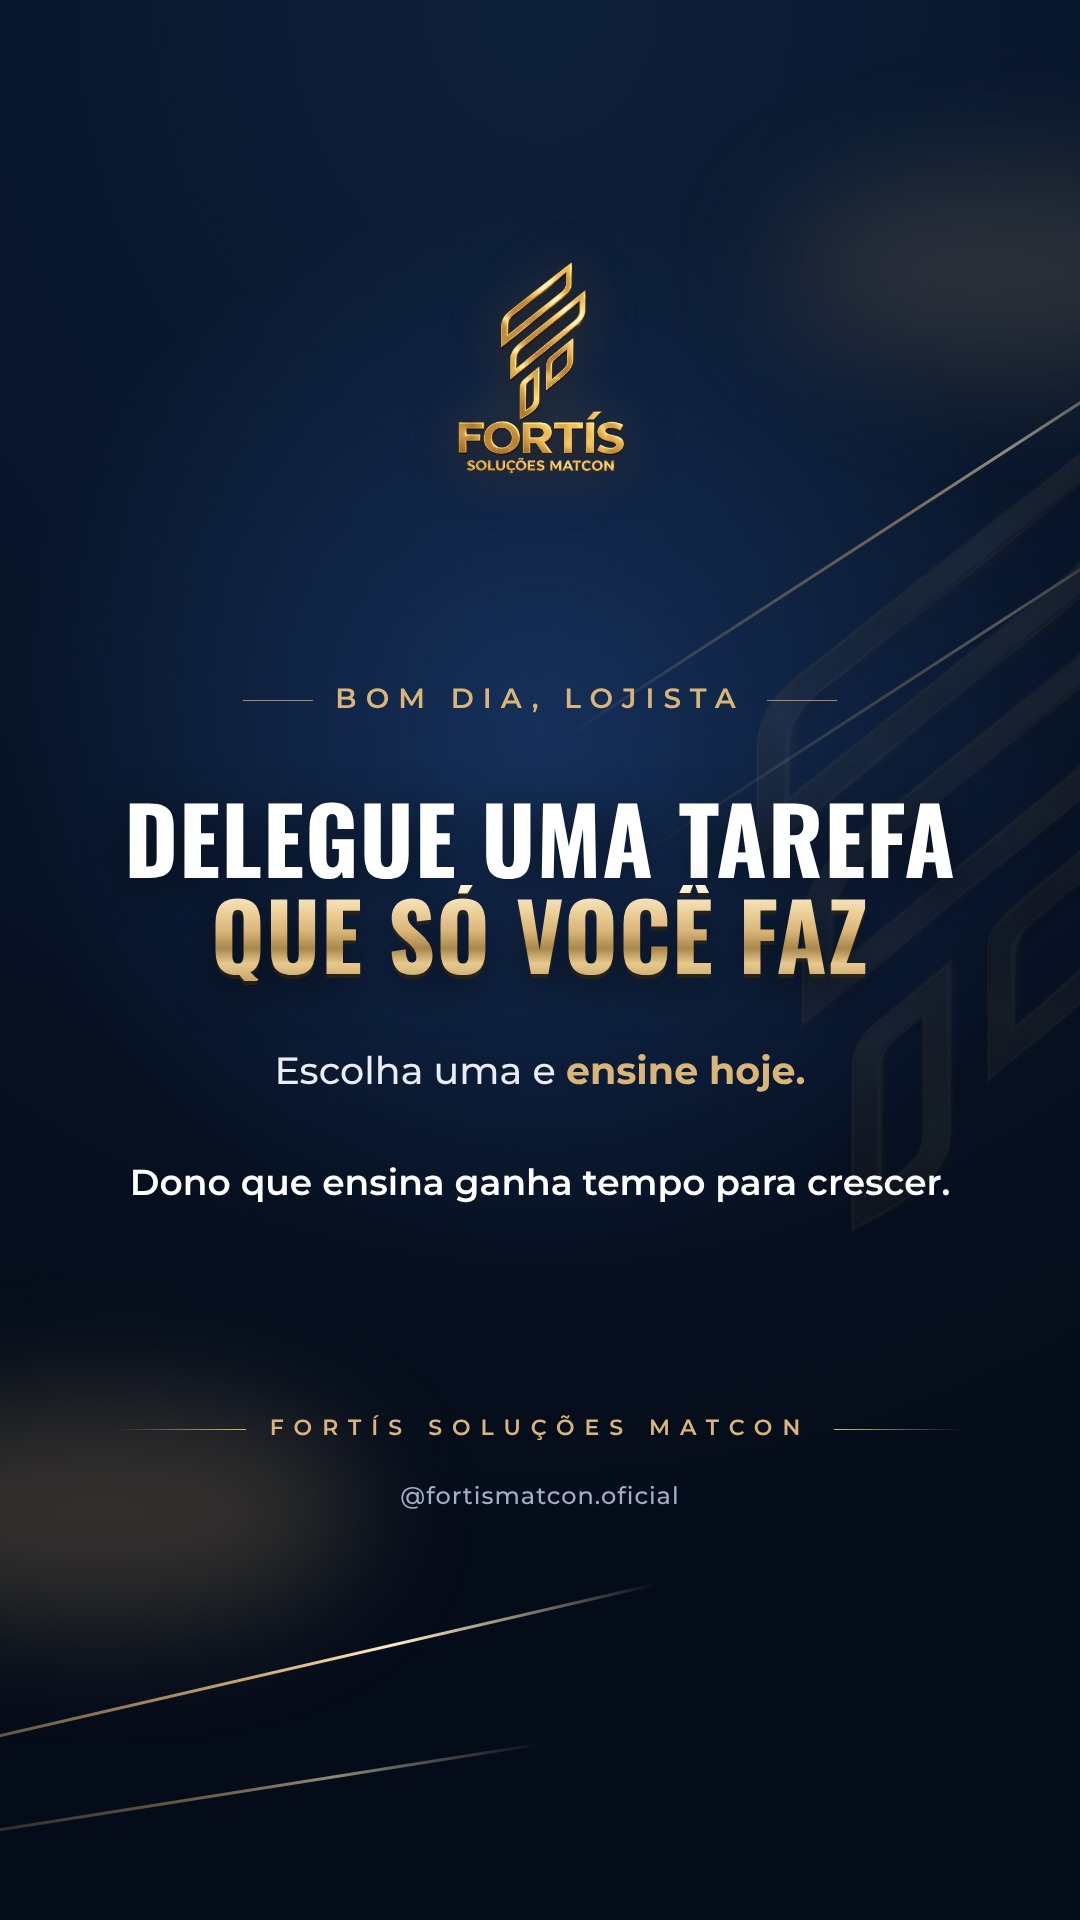 FORTÍS
SOLUÇÕES MATCON
BOM DIA, LOJISTA
DELEGUE UMA TAREFA
QUE SÓ VOCÊ FAZ
Escolha uma e ensine hoje.
Dono que ensina ganha tempo para crescer.
FORTÍS SOLUÇÕES MATCON
@fortismatcon.oficial